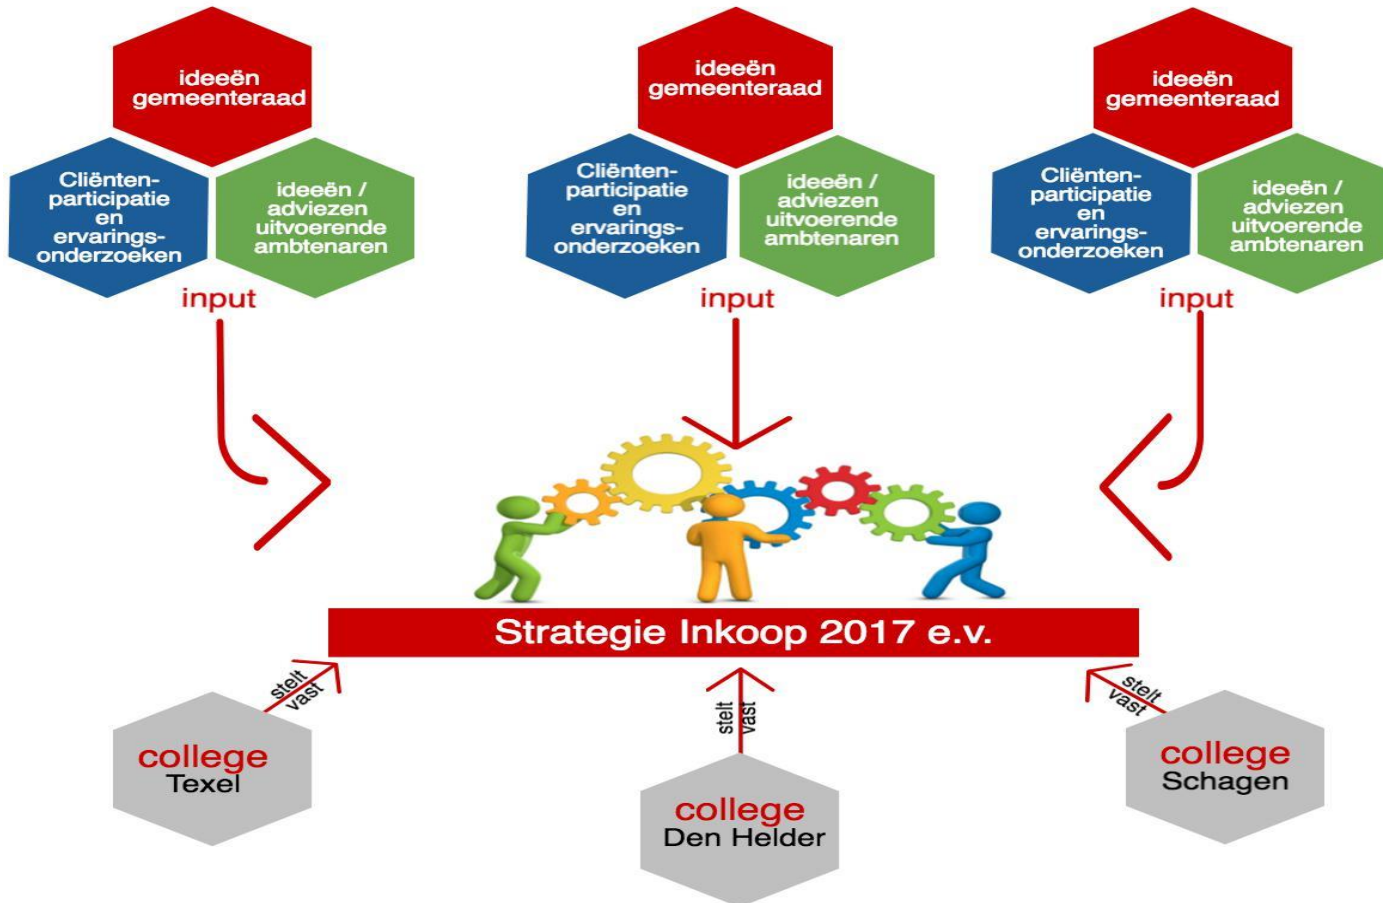 ideeën
gemeenteraad
Cliënten-
participatie
en
ervarings-
onderzoeken
ideeën /
adviezen
uitvoerende
ambtenaren
input
ideeën
gemeenteraad
Cliënten-
participatie
en
ervarings-
onderzoeken
ideeën /
adviezen
uitvoerende
ambtenaren
input
ideeën
gemeenteraad
Cliënten-
participatie
en
ervarings-
onderzoeken
ideeën /
adviezen
uitvoerende
ambtenaren
input
Strategie Inkoop 2017 e.v.
stelt
vast
college
Texel
stelt
vast
college
Den Helder
stelt
vast
college
Schagen